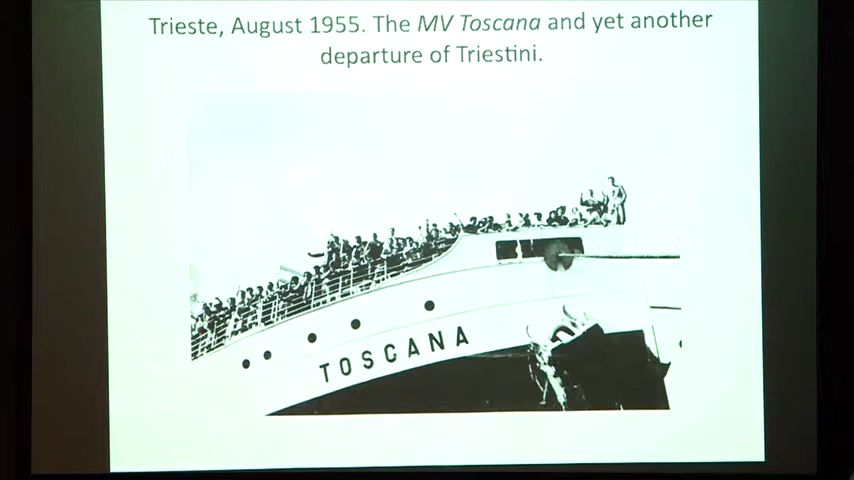 Trieste, August 1955. The MV Toscana and yet another
departure of Triestini.
TOSCANA